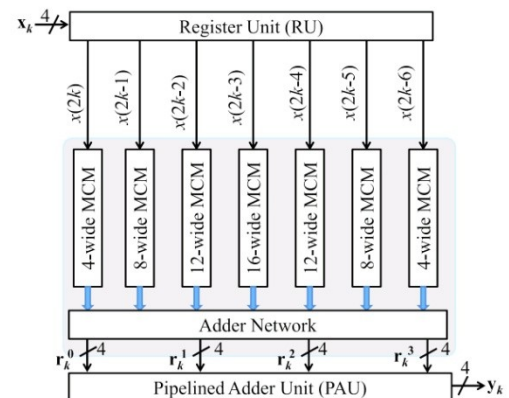 x_k 4
Register Unit (RU)
x(2k)
x(2k-1)
x(2k-2)
x(2k-3)
x(2k-4)
x(2k-5)
x(2k-6)
4-wide MCM
8-wide MCM
12-wide MCM
16-wide MCM
12-wide MCM
8-wide MCM
4-wide MCM
Adder Network
r_k^0 4
r_k^1 4
r_k^2 4
r_k^3 4
Pipelined Adder Unit (PAU)
4 y_k